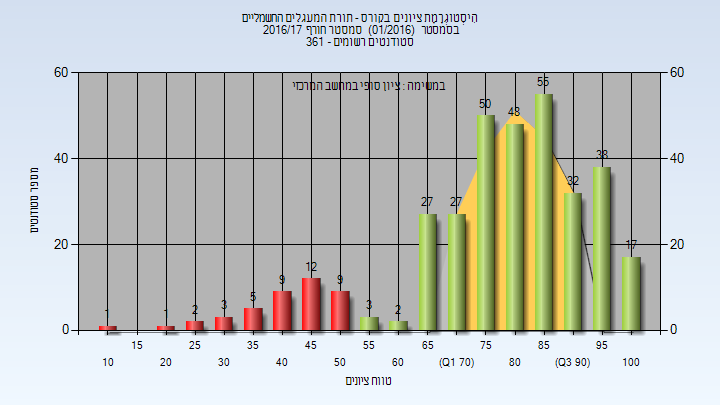 היסטוגרמת ציונים בקורס - תורת המעגלים החשמליים
בסמסטר (01/2016) סמסטר חורף 2016/17
סטודנטים רשומים - 361
במשימה : ציון סופי במחשב המרכזי
מספר סטודנטים
60 60
40 40
20 20
0 0
1 1 2 3 5 9 12 9 3 2 27 27 50 48 55 32 38 17
15 25 35 45 55 65 75 85 95
10 20 30 40 50 60 (Q1 70) 80 (Q3 90) 100
טווח ציונים